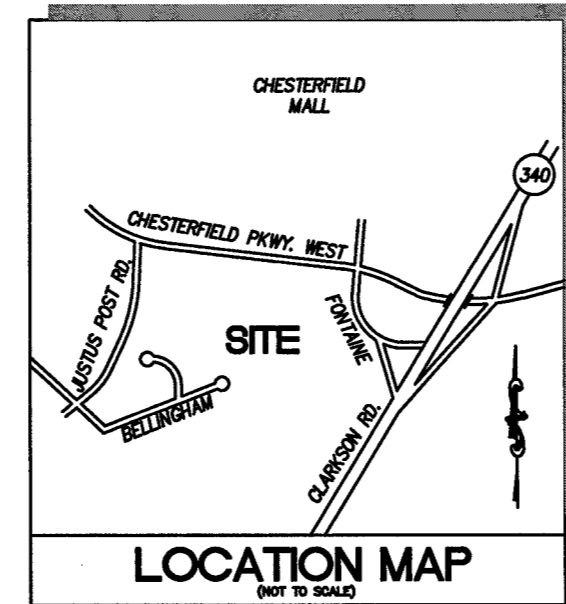 CHESTERFIELD
MALL
340
CHESTERFIELD PKWY. WEST
JUSTUS POST RD.
SITE
FONTAINE
BELLINGHAM
CLARKSON RD.
LOCATION MAP
(NOT TO SCALE)